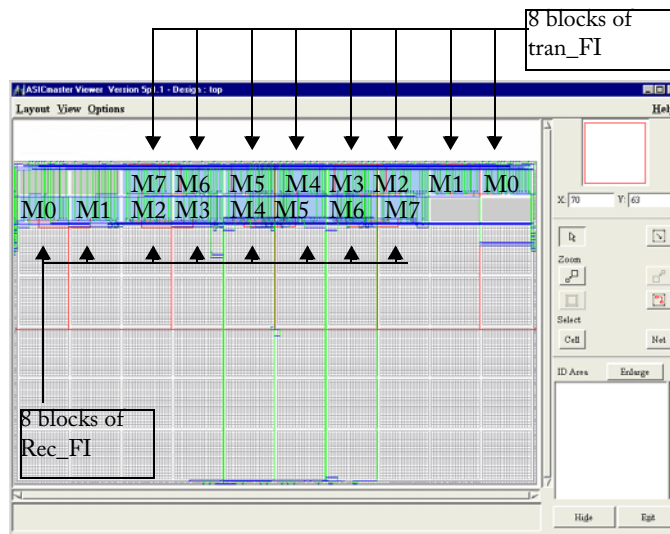 8 blocks of
tran_FI
ASICmaster Viewer Version 5p1.1 - Design : top
Layout View Options Help
M7 M6 M5 M4 M3 M2 M1 M0
M0 M1 M2 M3 M4 M5 M6 M7
X: 70 Y: 63
Zoom
Select
Cell Net
ID Area Enlarge
8 blocks of
Rec_FI
Hide Exit